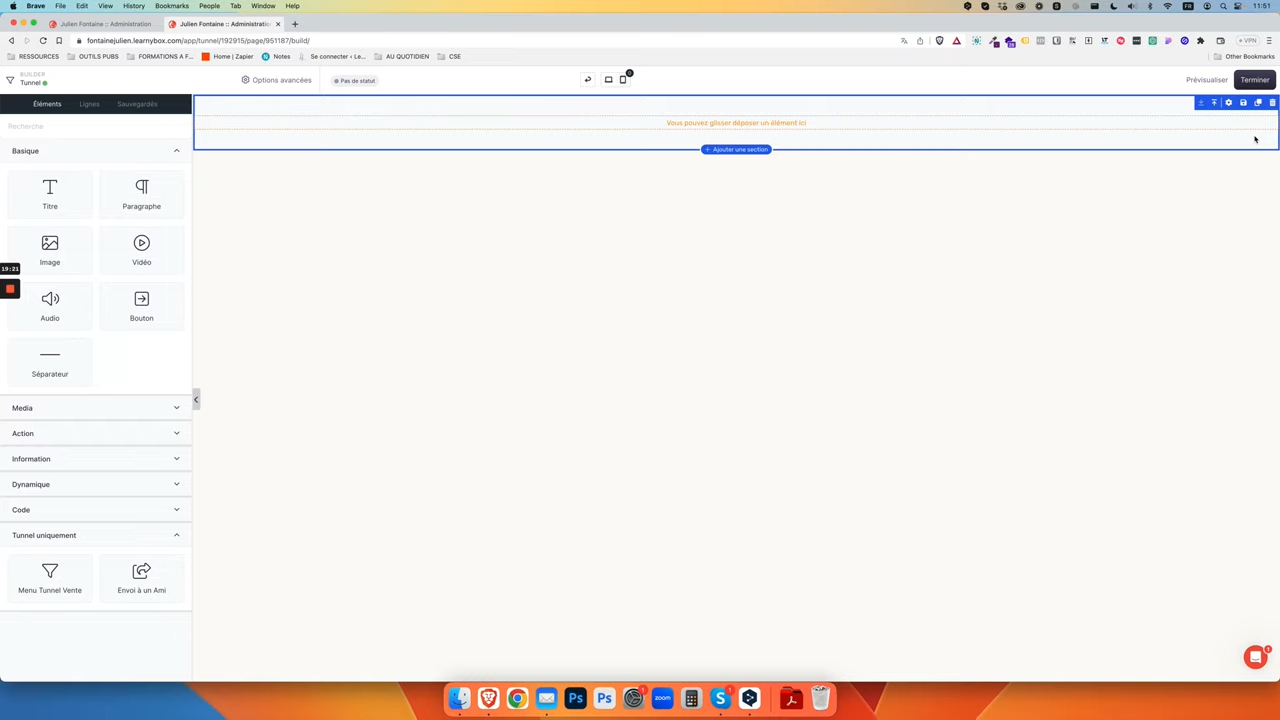 Brave File Edit View History Bookmarks People Tab Window Help FR 11:51
Julien Fontaine :: Administration Julien Fontaine :: Administratio
fontainejulien.learnybox.com/app/tunnel/192915/page/951187/build/ VPN
RESSOURCES OUTILS PUBS FORMATIONS A F... Home | Zapier Notes Se connecter ‹ Le... AU QUOTIDIEN CSE Other Bookmarks
BUILDER
Tunnel
Options avancées
Pas de statut
Prévisualiser
Terminer
Éléments Lignes Sauvegardés
Recherche
Vous pouvez glisser déposer un élément ici
Ajouter une section
Basique
Titre Paragraphe
Image Vidéo
19:21
Audio Bouton
Séparateur
Media
Action
Information
Dynamique
Code
Tunnel uniquement
Menu Tunnel Vente Envoi à un Ami
zoom